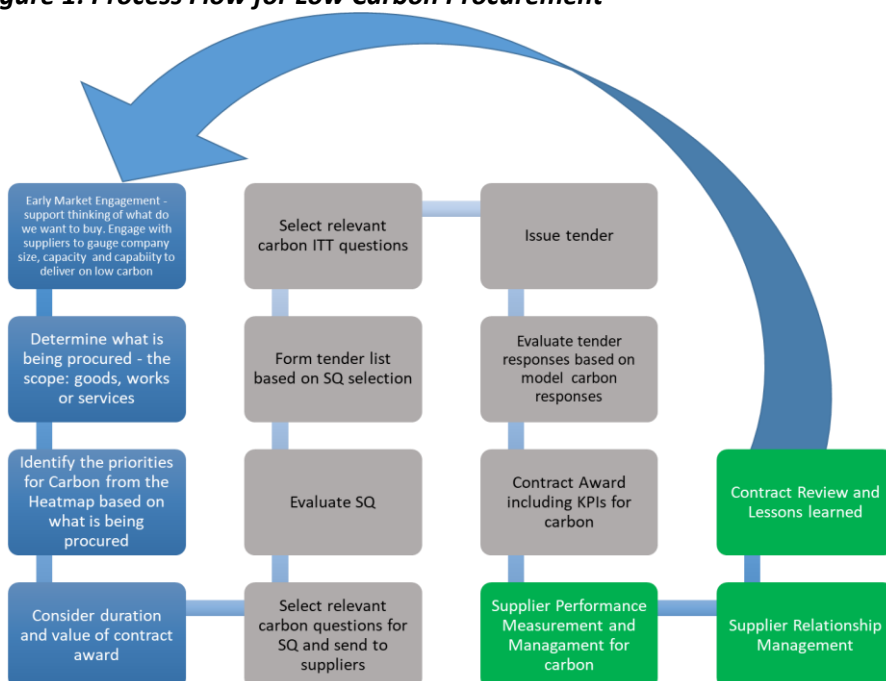 Figure 1: Process Flow for Low Carbon Procurement
Early Market Engagement -
support thinking of what do
we want to buy. Engage with
suppliers to gauge company
size, capacity and capabiity to
deliver on low carbon
Determine what is
being procured - the
scope: goods, works
or services
Identify the priorities
for Carbon from the
Heatmap based on
what is being
procured
Consider duration
and value of contract
award
Select relevant
carbon questions for
SQ and send to
suppliers
Evaluate SQ
Form tender list
based on SQ selection
Select relevant
carbon ITT questions
Issue tender
Evaluate tender
responses based on
model carbon
responses
Contract Award
including KPIs for
carbon
Supplier Performance
Measurement and
Managament for
carbon
Supplier Relationship
Management
Contract Review and
Lessons learned